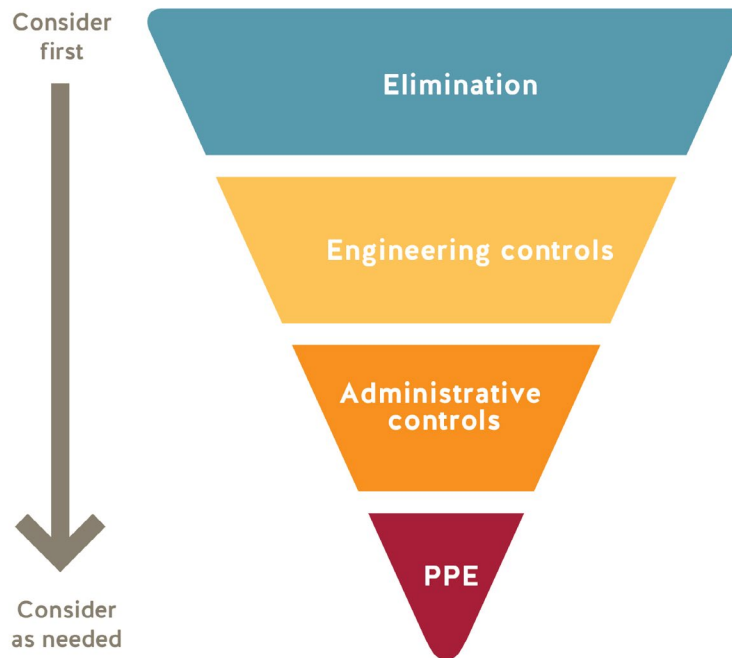 Consider
first
Elimination
Engineering controls
Administrative
controls
PPE
Consider
as needed